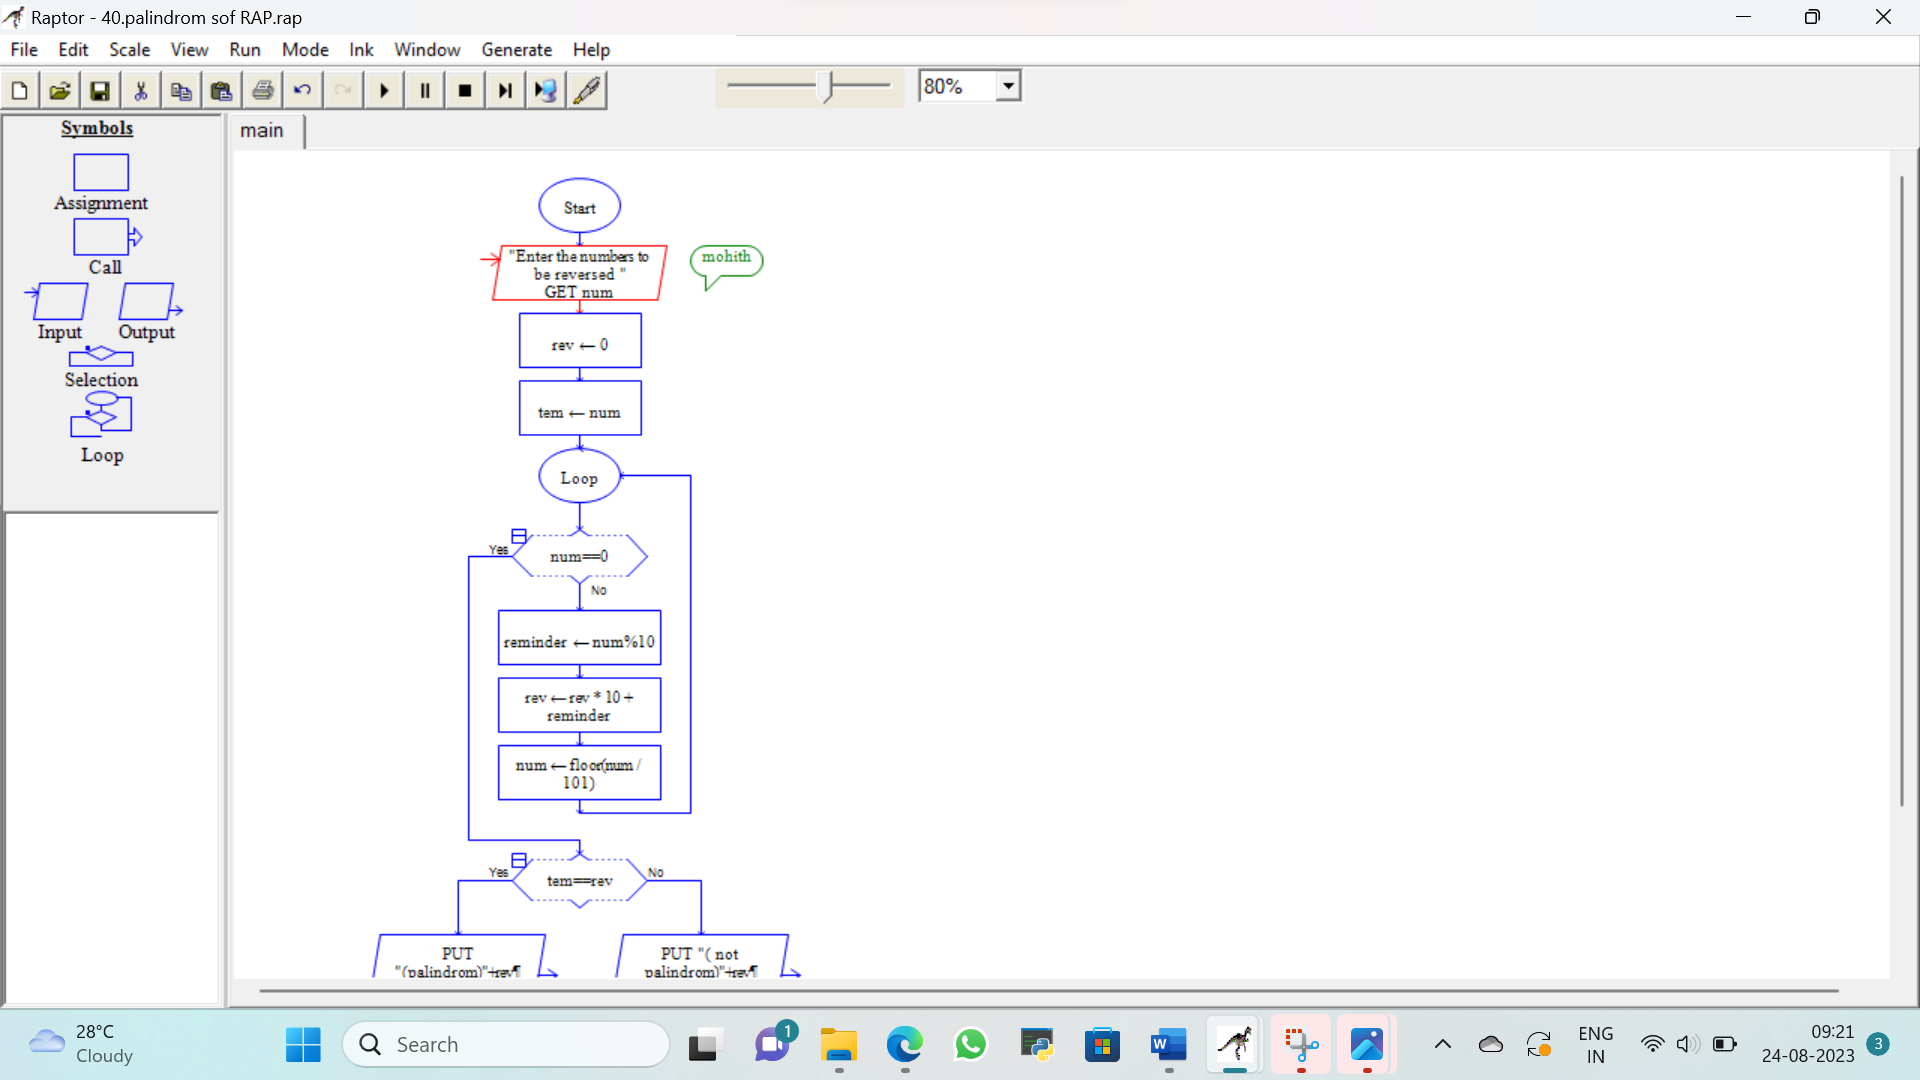 Raptor - 40.palindrom sof RAP.rap
File Edit Scale View Run Mode Ink Window Generate Help
80%
Symbols
main
Assignment
Call
Input Output
Selection
Loop
Start
"Enter the numbers to
be reversed "
GET num
mohith
rev ← 0
tem ← num
Loop
Yes
num==0
No
reminder ← num%10
rev ← rev * 10 +
reminder
num ← floor(num /
101)
Yes
tem==rev
No
PUT
"(palindrom)"+rev¶
PUT "( not
palindrom)"+rev¶
28°C
Cloudy
Search
1
W
ENG
IN
09:21
24-08-2023
3